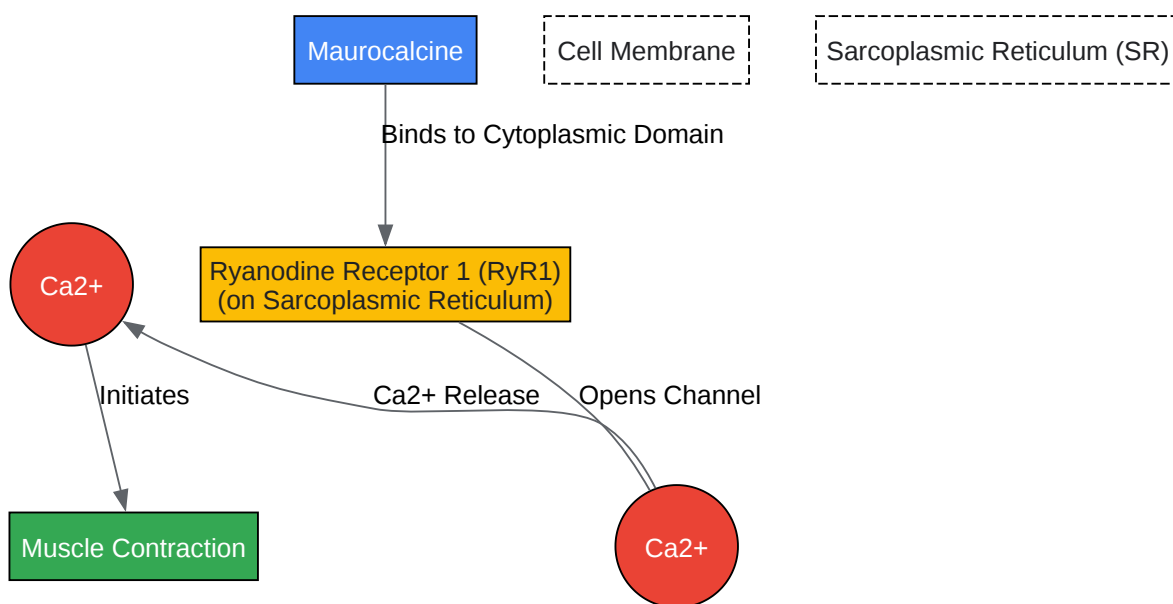 Maurocalcine
Cell Membrane
Sarcoplasmic Reticulum (SR)
Binds to Cytoplasmic Domain
Ryanodine Receptor 1 (RyR1)
(on Sarcoplasmic Reticulum)
Ca2+
Initiates
Ca2+ Release
Opens Channel
Muscle Contraction
Ca2+